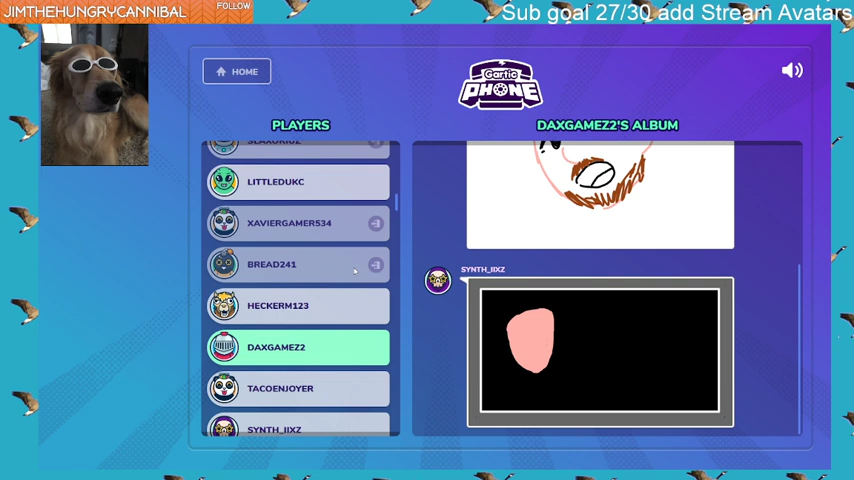 JIMTHEHUNGRYCANNIBAL
FOLLOW
Sub goal 27/30 add Stream Avatars
HOME
Gartic
PHONE
PLAYERS
DAXGAMEZ2'S ALBUM
LITTLEDUKC
XAVIERGAMER534
BREAD241
HECKERM123
DAXGAMEZ2
TACOENJOYER
SYNTH_IIXZ
SYNTH_IIXZ